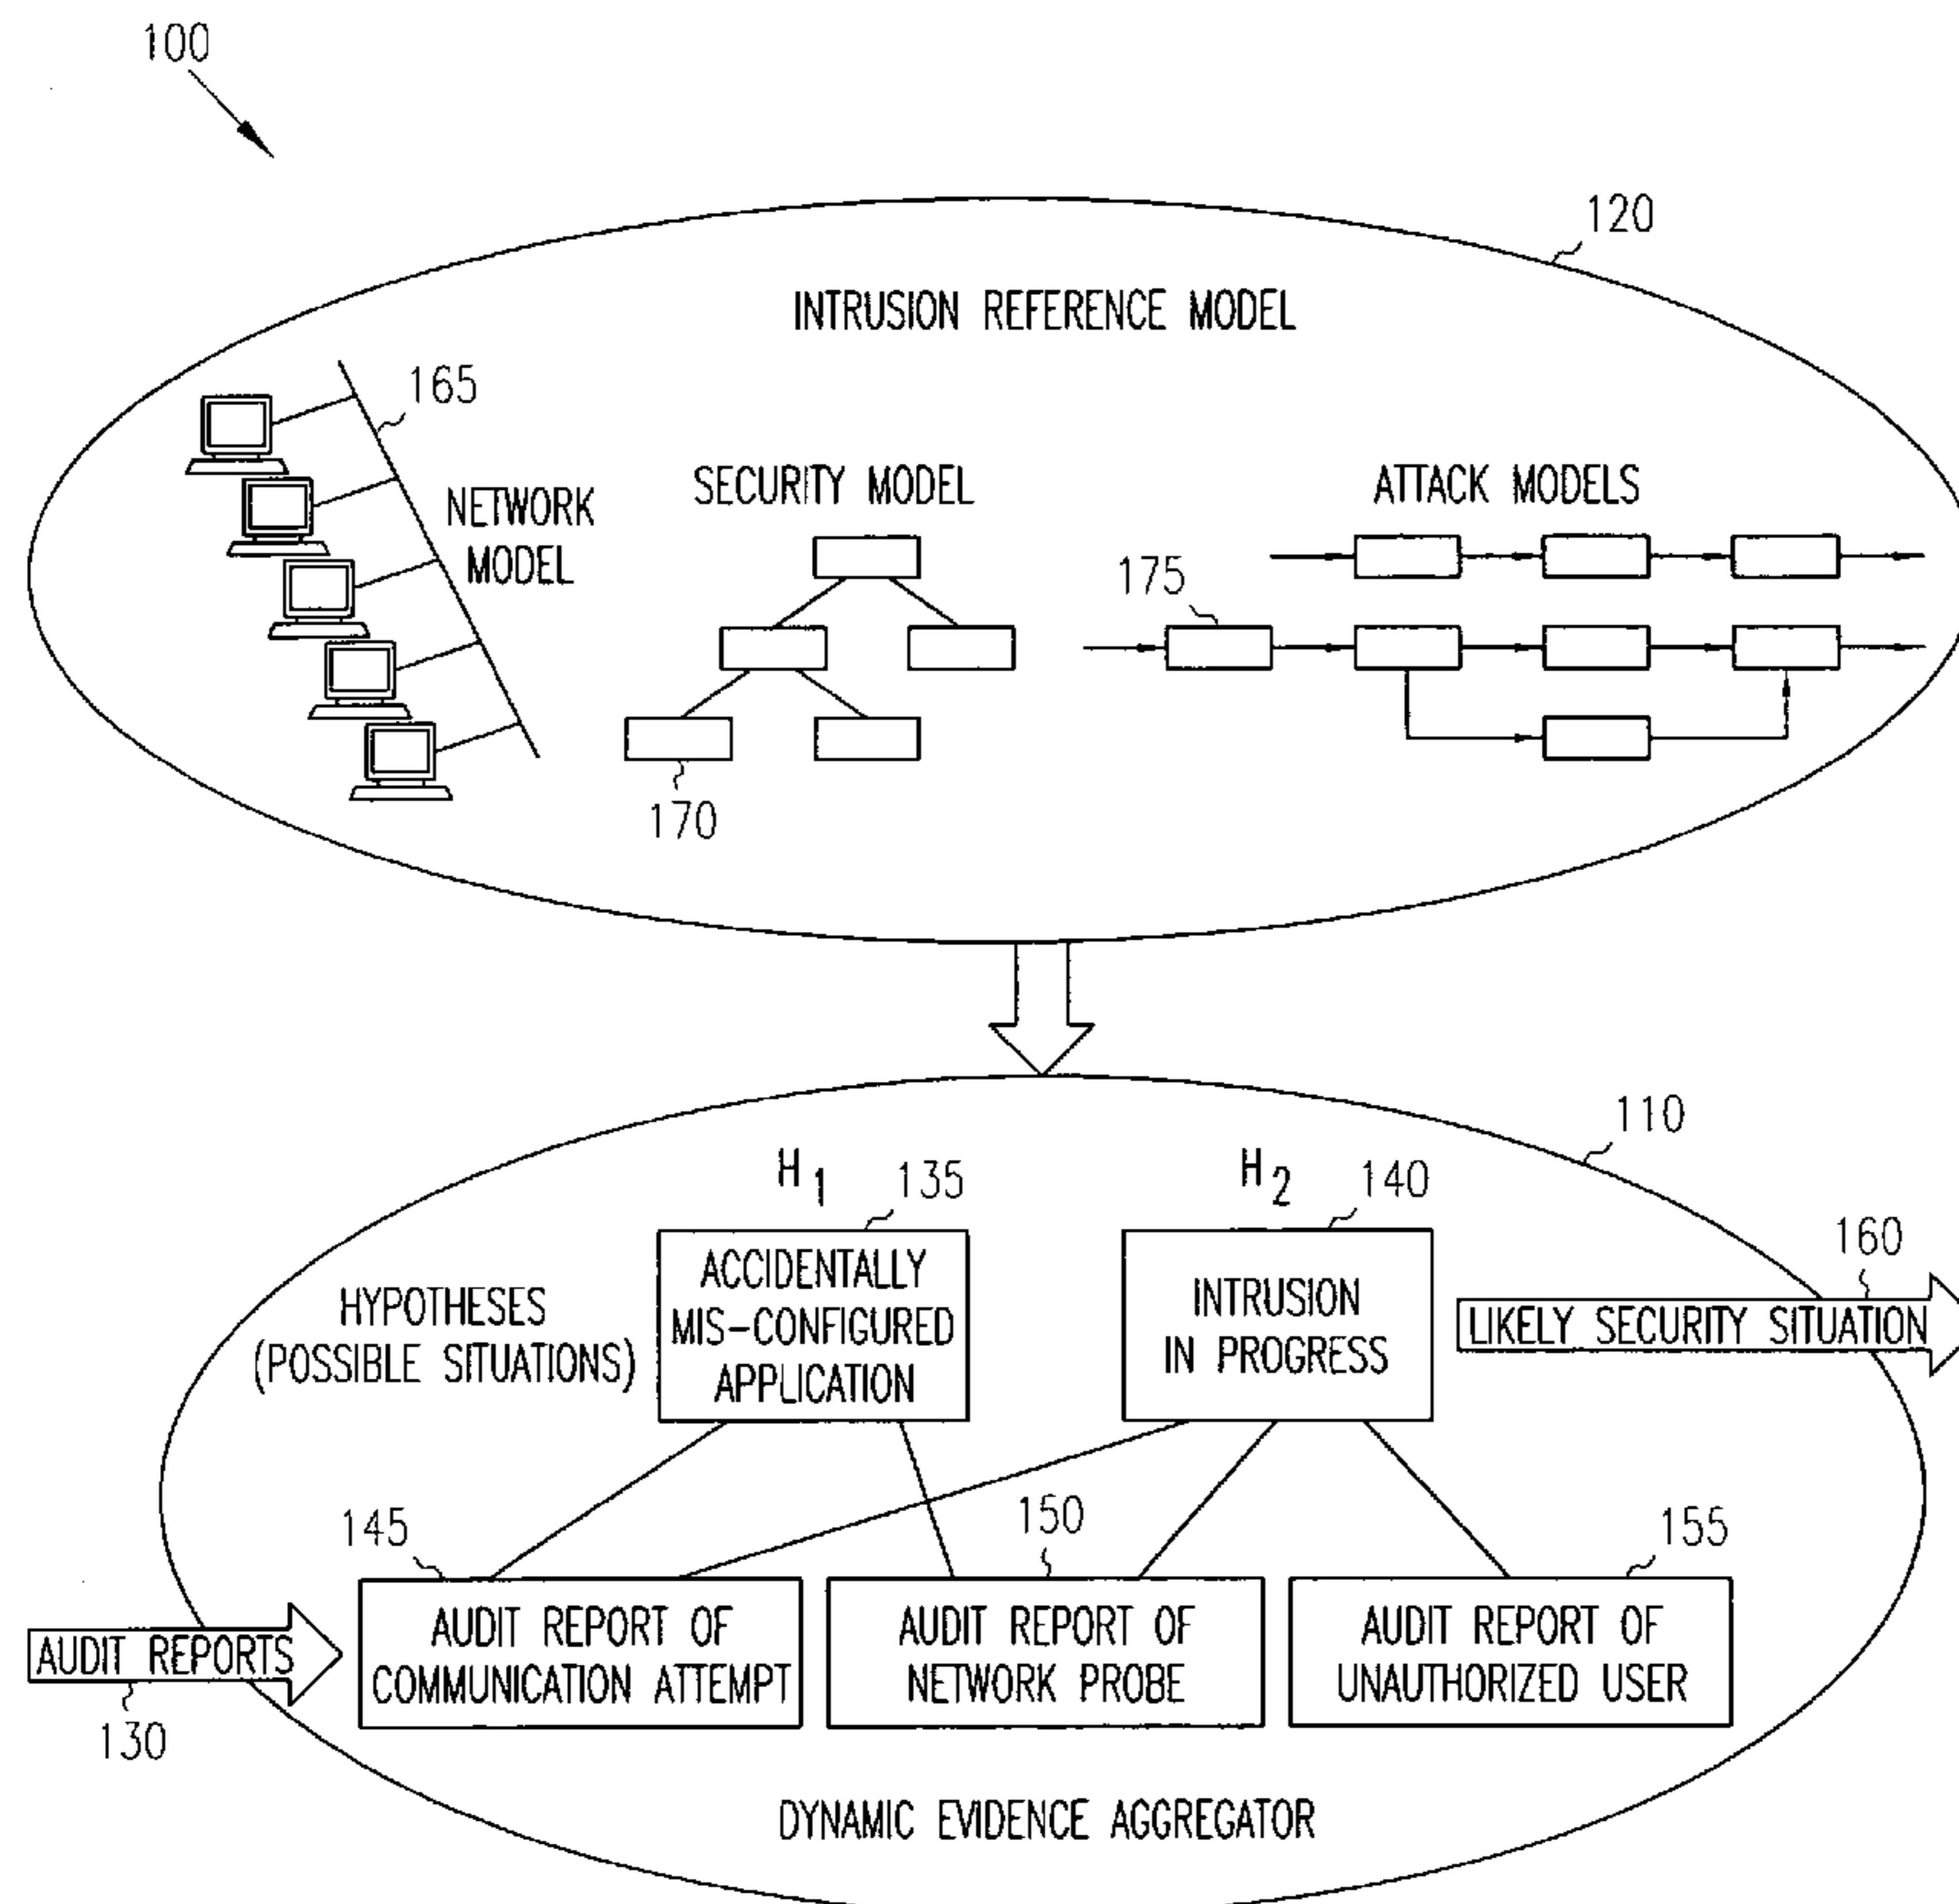 100
120
INTRUSION REFERENCE MODEL
165
NETWORK
MODEL
SECURITY MODEL
170
ATTACK MODELS
175
110
H1
135
H2
140
160
HYPOTHESES
(POSSIBLE SITUATIONS)
ACCIDENTALLY
MIS-CONFIGURED
APPLICATION
INTRUSION
IN PROGRESS
LIKELY SECURITY SITUATION
145
150
155
AUDIT REPORTS
130
AUDIT REPORT OF
COMMUNICATION ATTEMPT
AUDIT REPORT OF
NETWORK PROBE
AUDIT REPORT OF
UNAUTHORIZED USER
DYNAMIC EVIDENCE AGGREGATOR